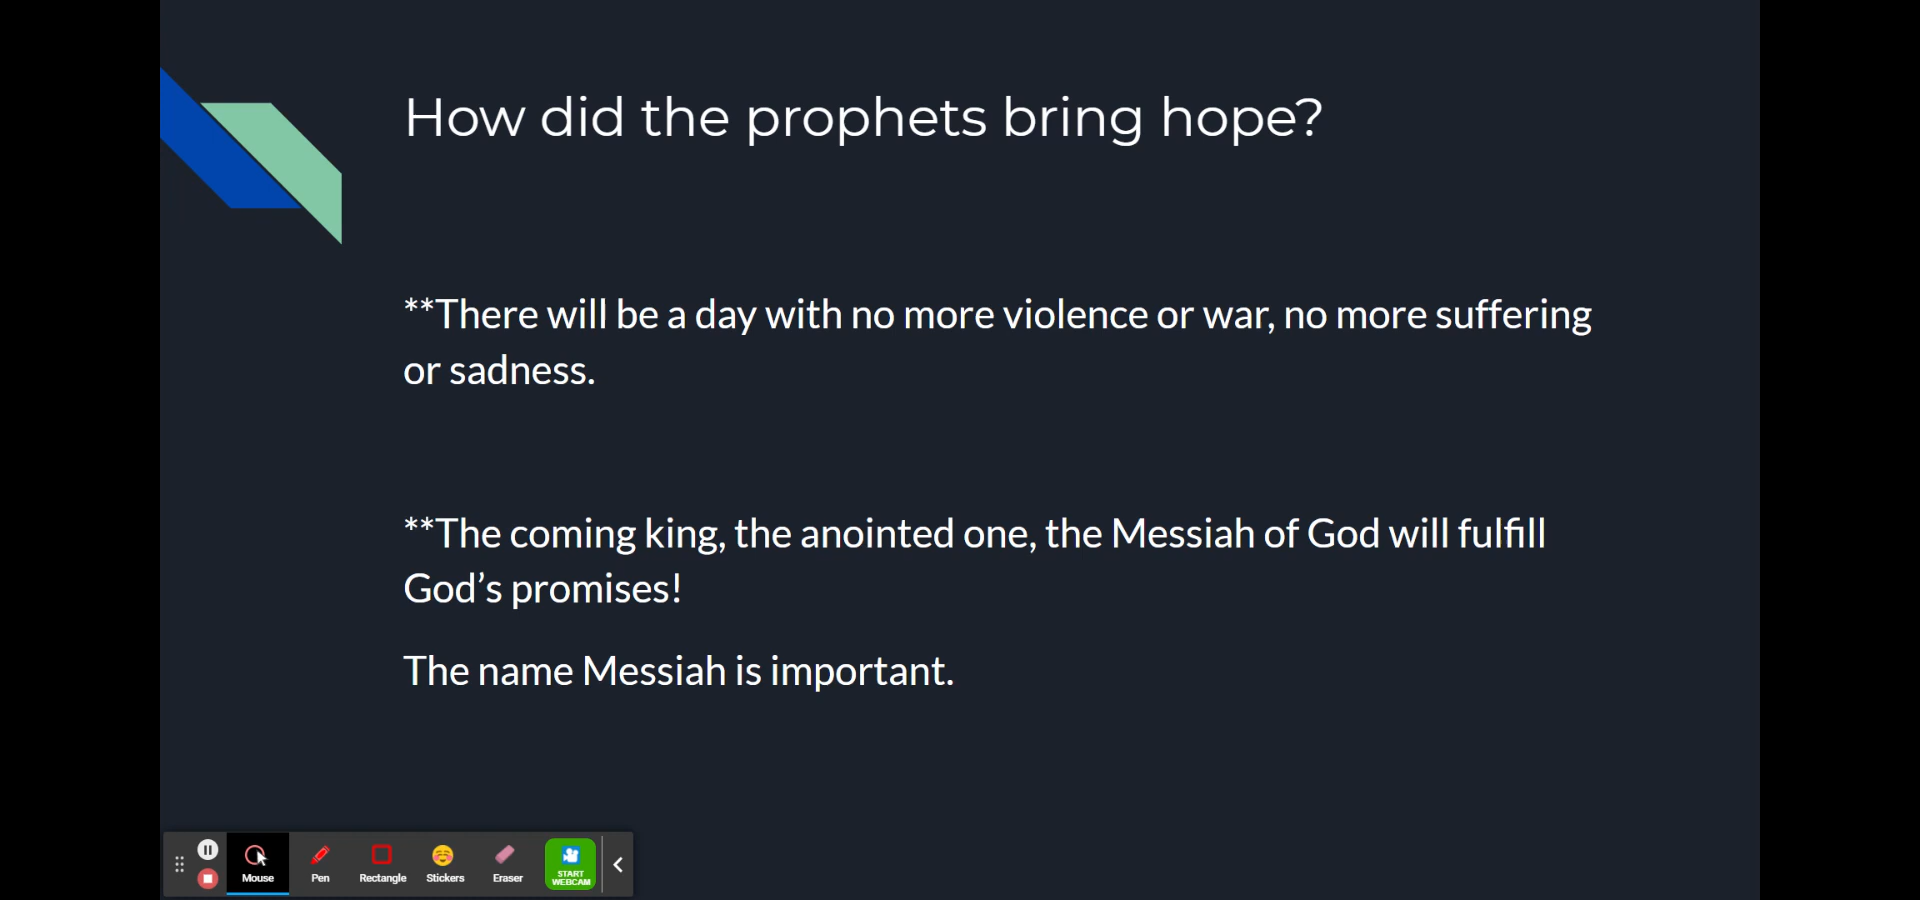 How did the prophets bring hope?
**There will be a day with no more violence or war, no more suffering
or sadness.
**The coming king, the anointed one, the Messiah of God will fulfill
God’s promises!
The name Messiah is important.
Mouse Pen Rectangle Stickers Eraser START
WEBCAM